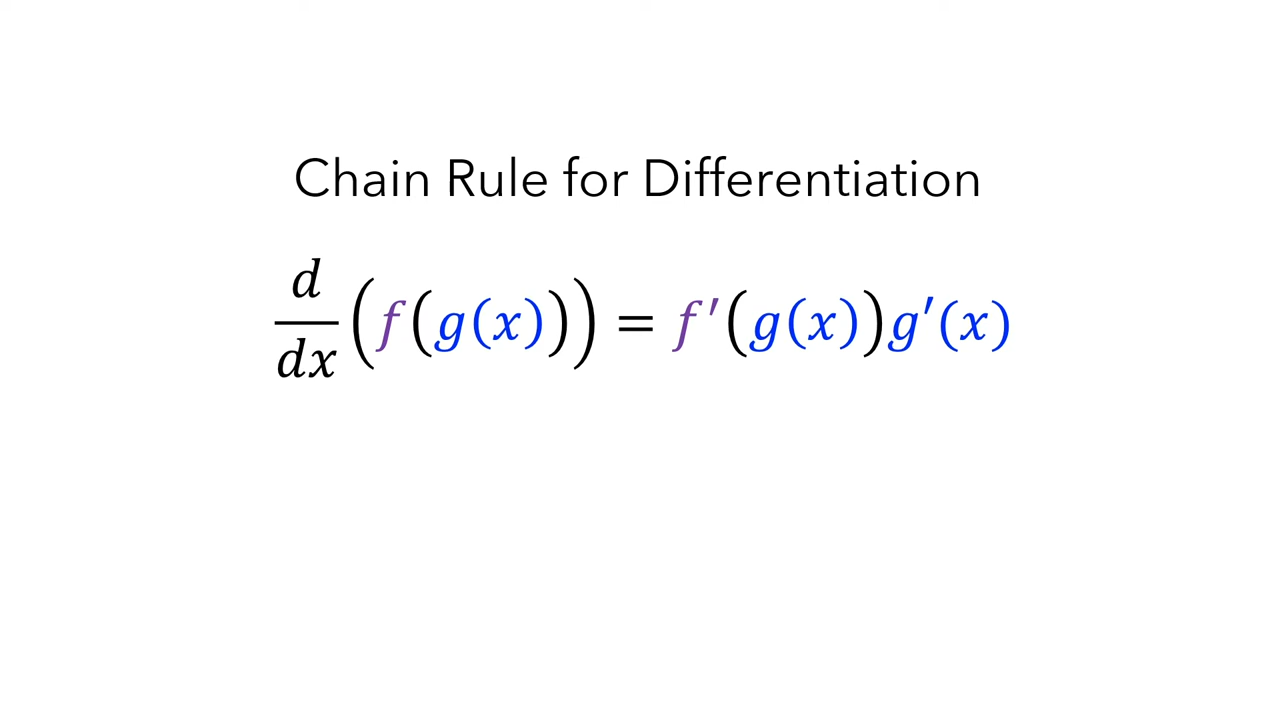 Chain Rule for Differentiation
d/dx (f(g(x))) = f′(g(x))g′(x)